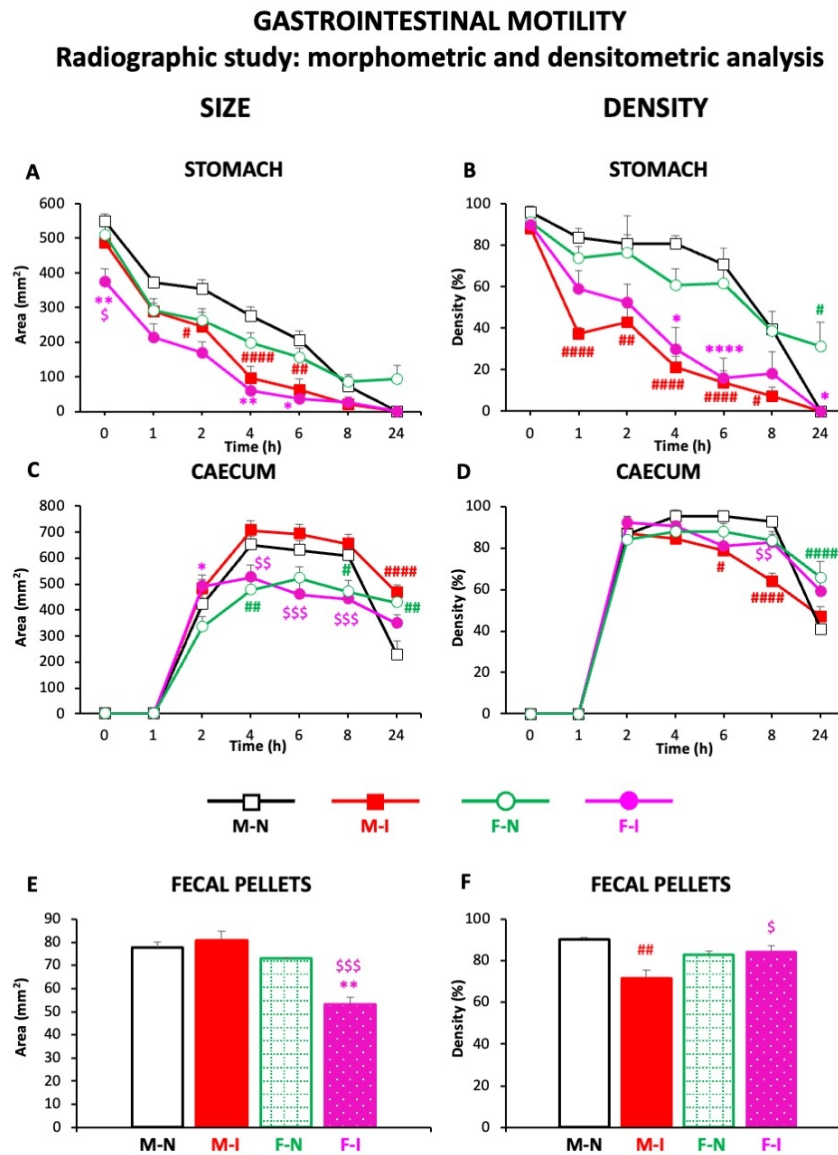 GASTROINTESTINAL MOTILITY
Radiographic study: morphometric and densitometric analysis
SIZE
DENSITY
A
STOMACH
Area (mm²)
600
500
400
300
200
100
0
**
$
#
####
##
**
*
0 1 2 4 6 8 24
Time (h)
B
STOMACH
Density (%)
100
80
60
40
20
0
####
##
*
####
****
####
#
#
*
0 1 2 4 6 8 24
Time (h)
C
CAECUM
Area (mm²)
800
700
600
500
400
300
200
100
0
*
$$
##
$$$
#
$$$
####
##
0 1 2 4 6 8 24
Time (h)
D
CAECUM
Density (%)
100
80
60
40
20
0
#
$$
####
####
0 1 2 4 6 8 24
Time (h)
M-N M-I F-N F-I
E
FECAL PELLETS
Area (mm²)
90
80
70
60
50
40
30
20
10
0
$$$
**
M-N M-I F-N F-I
F
FECAL PELLETS
Density (%)
100
80
60
40
20
0
##
$
M-N M-I F-N F-I